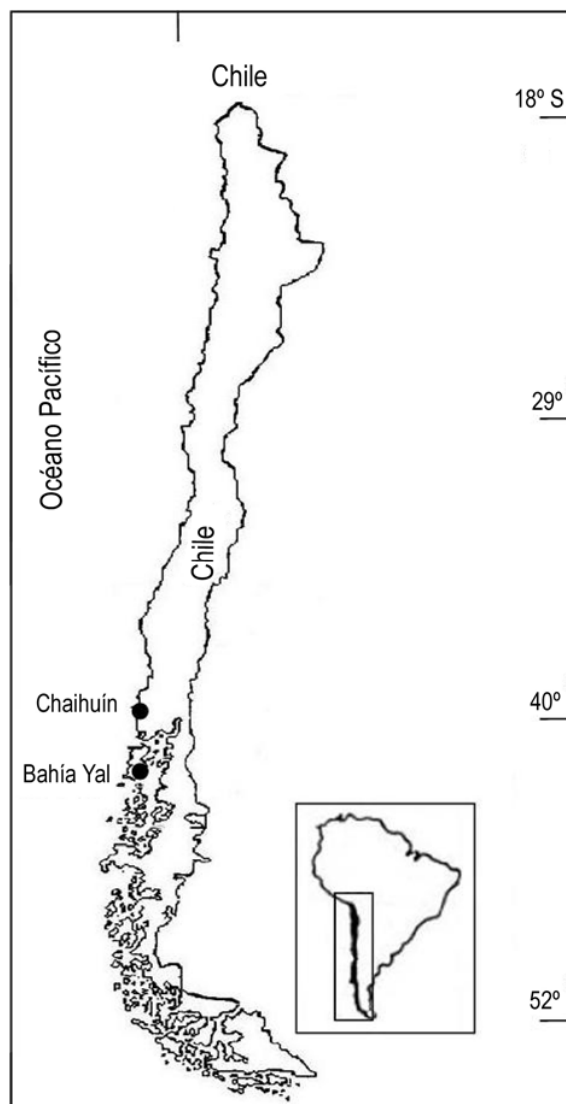 Chile
18º S
Océano Pacífico
29º
Chile
Chaihuín
40º
Bahía Yal
52º